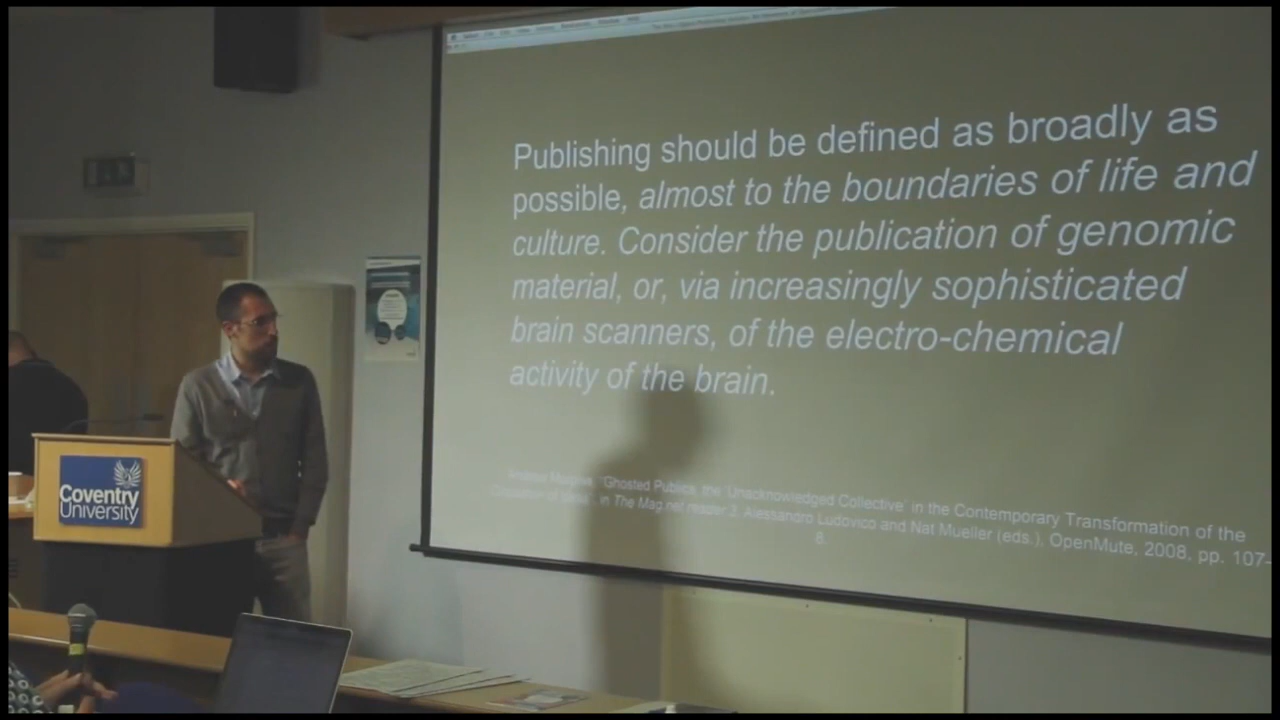 Publishing should be defined as broadly as
possible, almost to the boundaries of life and
culture. Consider the publication of genomic
material, or, via increasingly sophisticated
brain scanners, of the electro-chemical
activity of the brain.
"Ghosted Publics, the 'Unacknowledged Collective' in the Contemporary Transformation of the
in The Mag.net reader 3, Alessandro Ludovico and Nat Mueller (eds.), OpenMute, 2008, pp. 107-
8.
Coventry
University